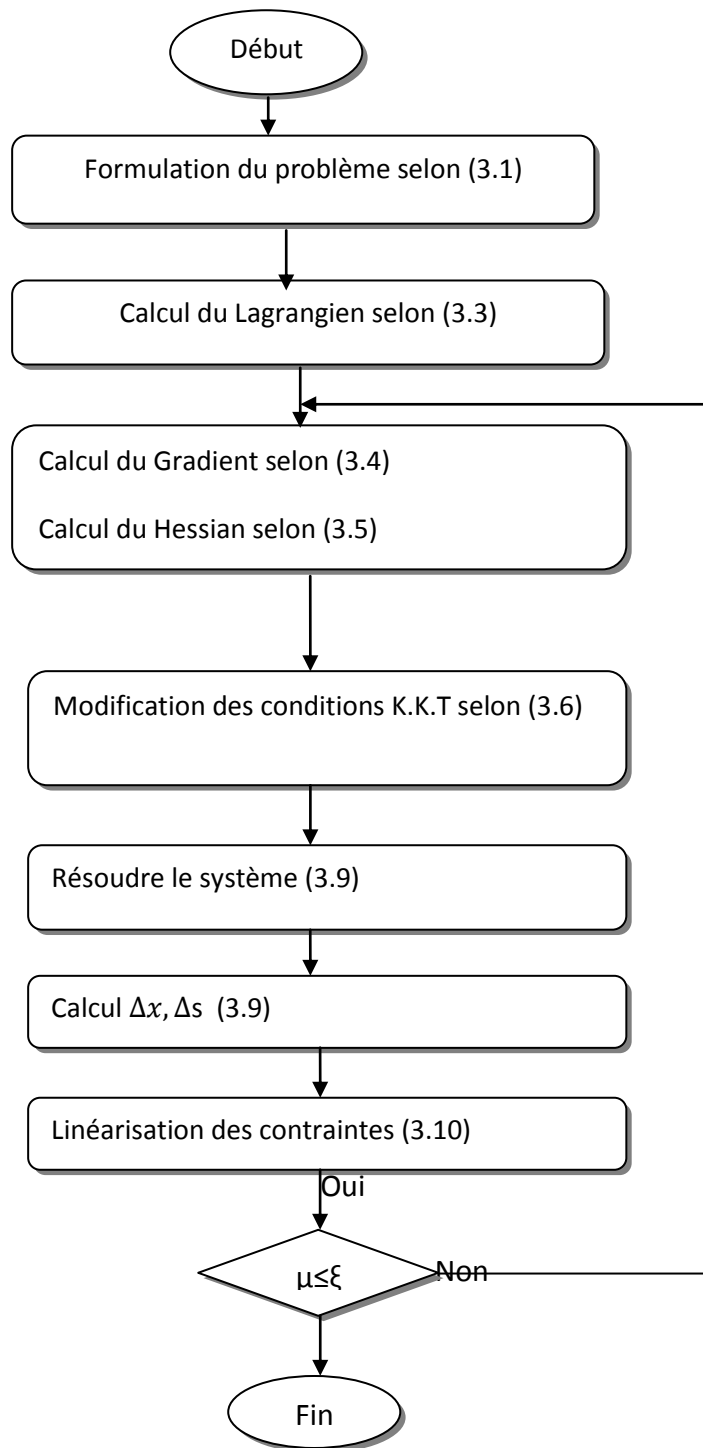 Début
Formulation du problème selon (3.1)
Calcul du Lagrangien selon (3.3)
Calcul du Gradient selon (3.4)
Calcul du Hessian selon (3.5)
Modification des conditions K.K.T selon (3.6)
Résoudre le système (3.9)
Calcul Δ𝑥, Δs (3.9)
Linéarisation des contraintes (3.10)
Oui
μ≤ξ
Non
Fin